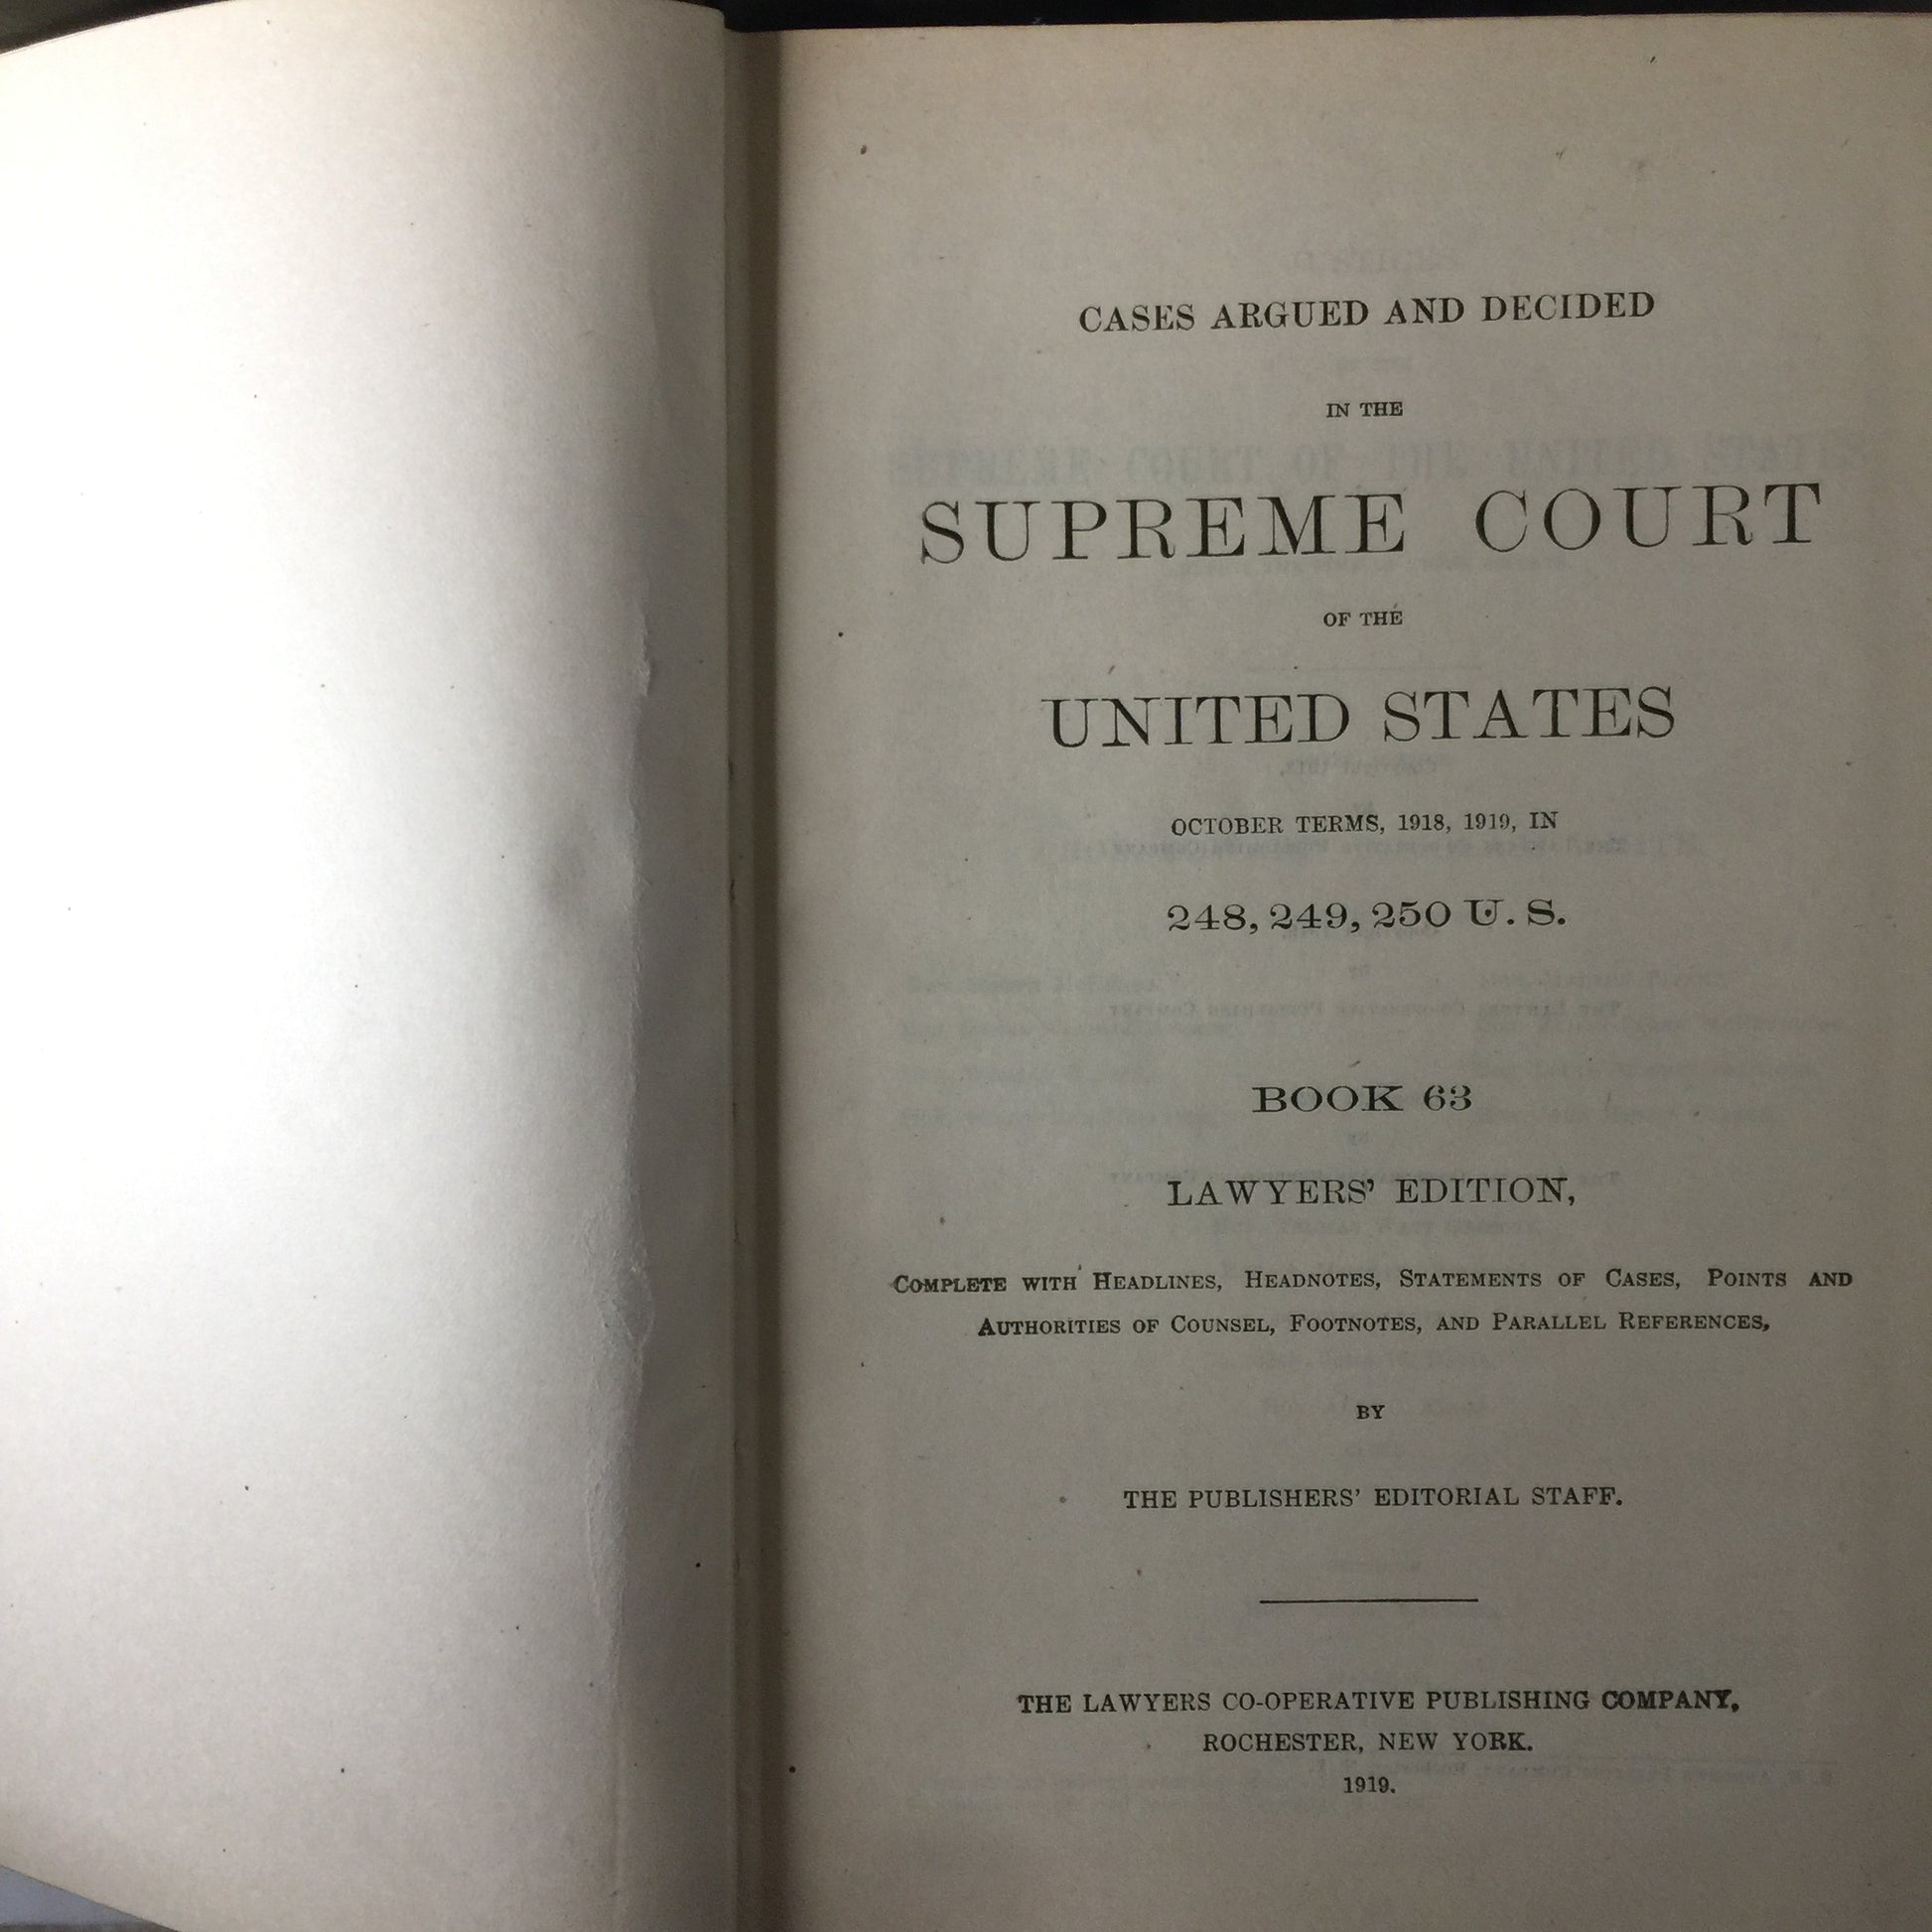 CASES ARGUED AND DECIDED
IN THE
SUPREME COURT
OF THE
UNITED STATES
OCTOBER TERMS, 1918, 1919, IN
248, 249, 250 U. S.
BOOK 63
LAWYERS' EDITION,
COMPLETE WITH HEADLINES, HEADNOTES, STATEMENTS OF CASES, POINTS AND
AUTHORITIES OF COUNSEL, FOOTNOTES, AND PARALLEL REFERENCES,
BY
THE PUBLISHERS' EDITORIAL STAFF.
THE LAWYERS CO-OPERATIVE PUBLISHING COMPANY,
ROCHESTER, NEW YORK.
1919.